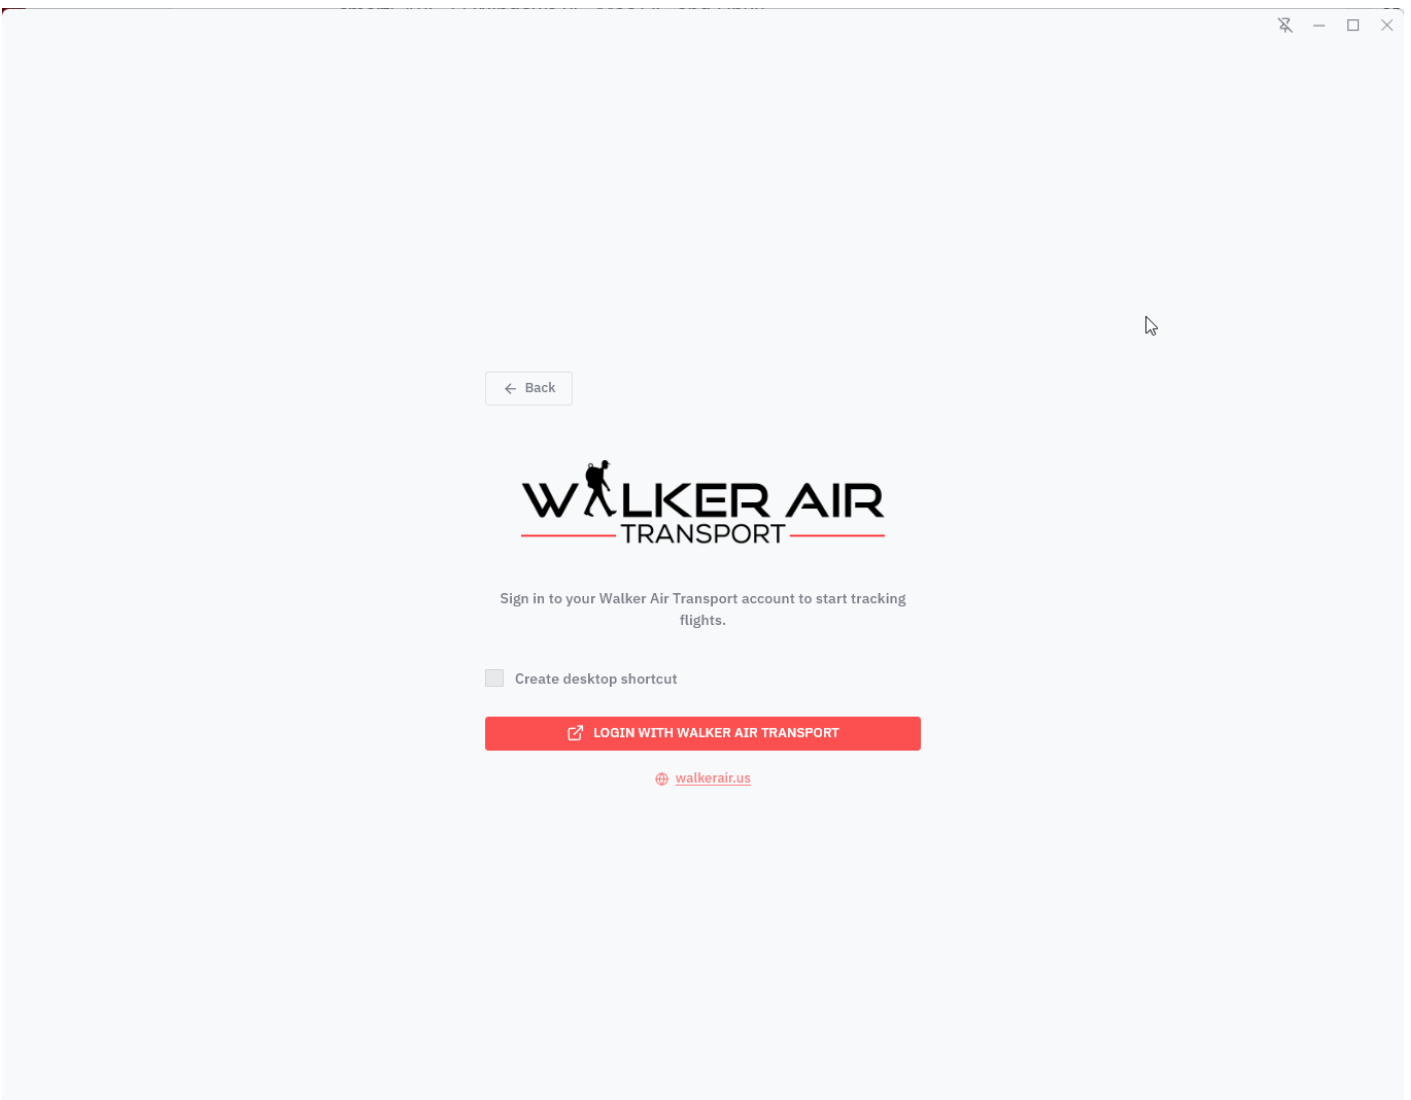 Back
WALKER AIR
TRANSPORT
Sign in to your Walker Air Transport account to start tracking
flights.
Create desktop shortcut
LOGIN WITH WALKER AIR TRANSPORT
walkerair.us